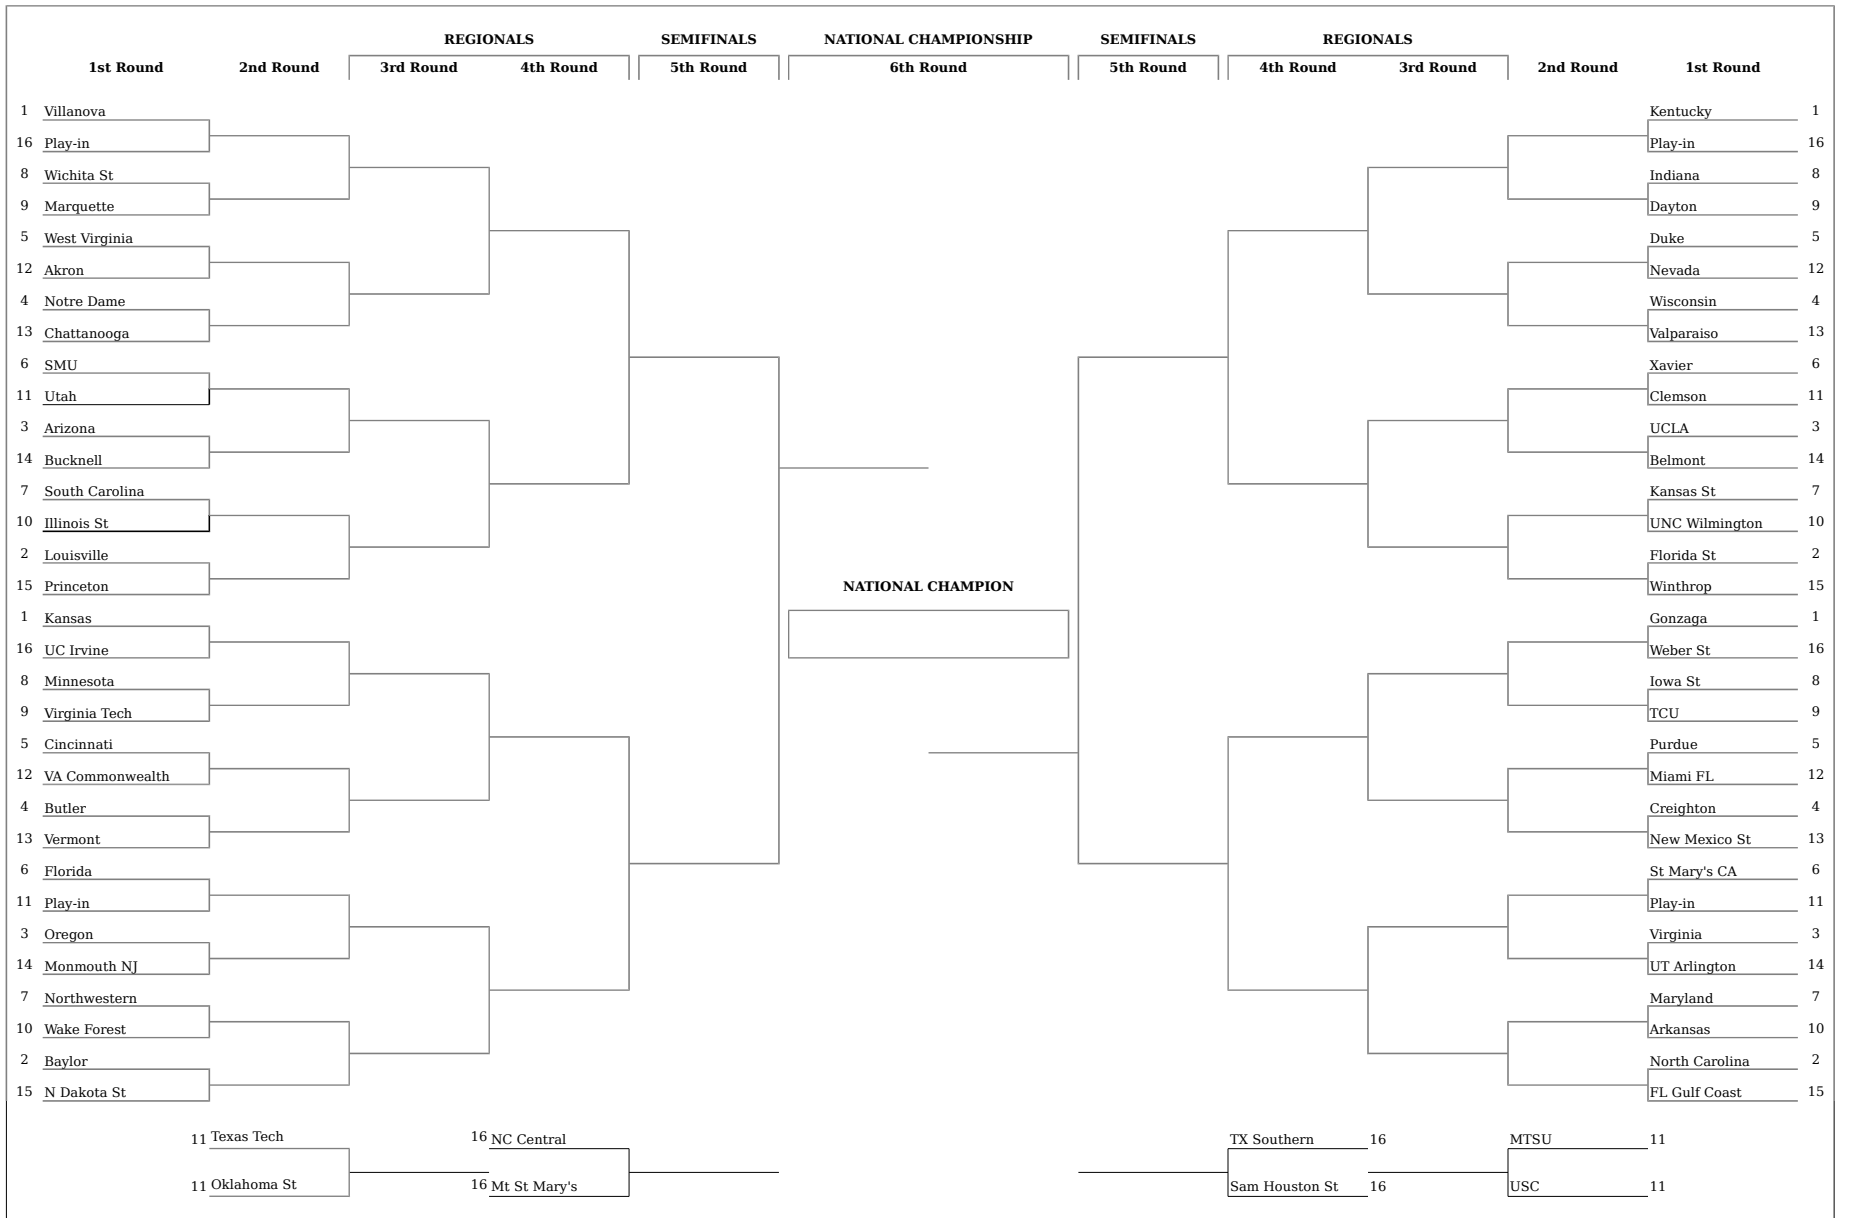 REGIONALS SEMIFINALS NATIONAL CHAMPIONSHIP SEMIFINALS REGIONALS
1st Round 2nd Round 3rd Round 4th Round 5th Round 6th Round 5th Round 4th Round 3rd Round 2nd Round 1st Round
1 Villanova Kentucky 1
16 Play-in Play-in 16
8 Wichita St Indiana 8
9 Marquette Dayton 9
5 West Virginia Duke 5
12 Akron Nevada 12
4 Notre Dame Wisconsin 4
13 Chattanooga Valparaiso 13
6 SMU Xavier 6
11 Utah Clemson 11
3 Arizona UCLA 3
14 Bucknell Belmont 14
7 South Carolina Kansas St 7
10 Illinois St UNC Wilmington 10
2 Louisville Florida St 2
15 Princeton NATIONAL CHAMPION Winthrop 15
1 Kansas Gonzaga 1
16 UC Irvine Weber St 16
8 Minnesota Iowa St 8
9 Virginia Tech TCU 9
5 Cincinnati Purdue 5
12 VA Commonwealth Miami FL 12
4 Butler Creighton 4
13 Vermont New Mexico St 13
6 Florida St Mary's CA 6
11 Play-in Play-in 11
3 Oregon Virginia 3
14 Monmouth NJ UT Arlington 14
7 Northwestern Maryland 7
10 Wake Forest Arkansas 10
2 Baylor North Carolina 2
15 N Dakota St FL Gulf Coast 15
11 Texas Tech 16 NC Central TX Southern 16 MTSU 11
11 Oklahoma St 16 Mt St Mary's Sam Houston St 16 USC 11